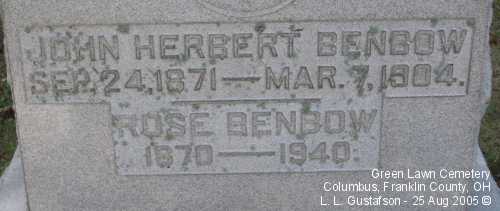 JOHN HERBERT BENBOW
SEP. 24, 1871 — MAR. 7, 1904.
ROSE BENBOW
1870 — 1940.
Green Lawn Cemetery
Columbus, Franklin County, OH
L. L. Gustafson - 25 Aug 2005 ©